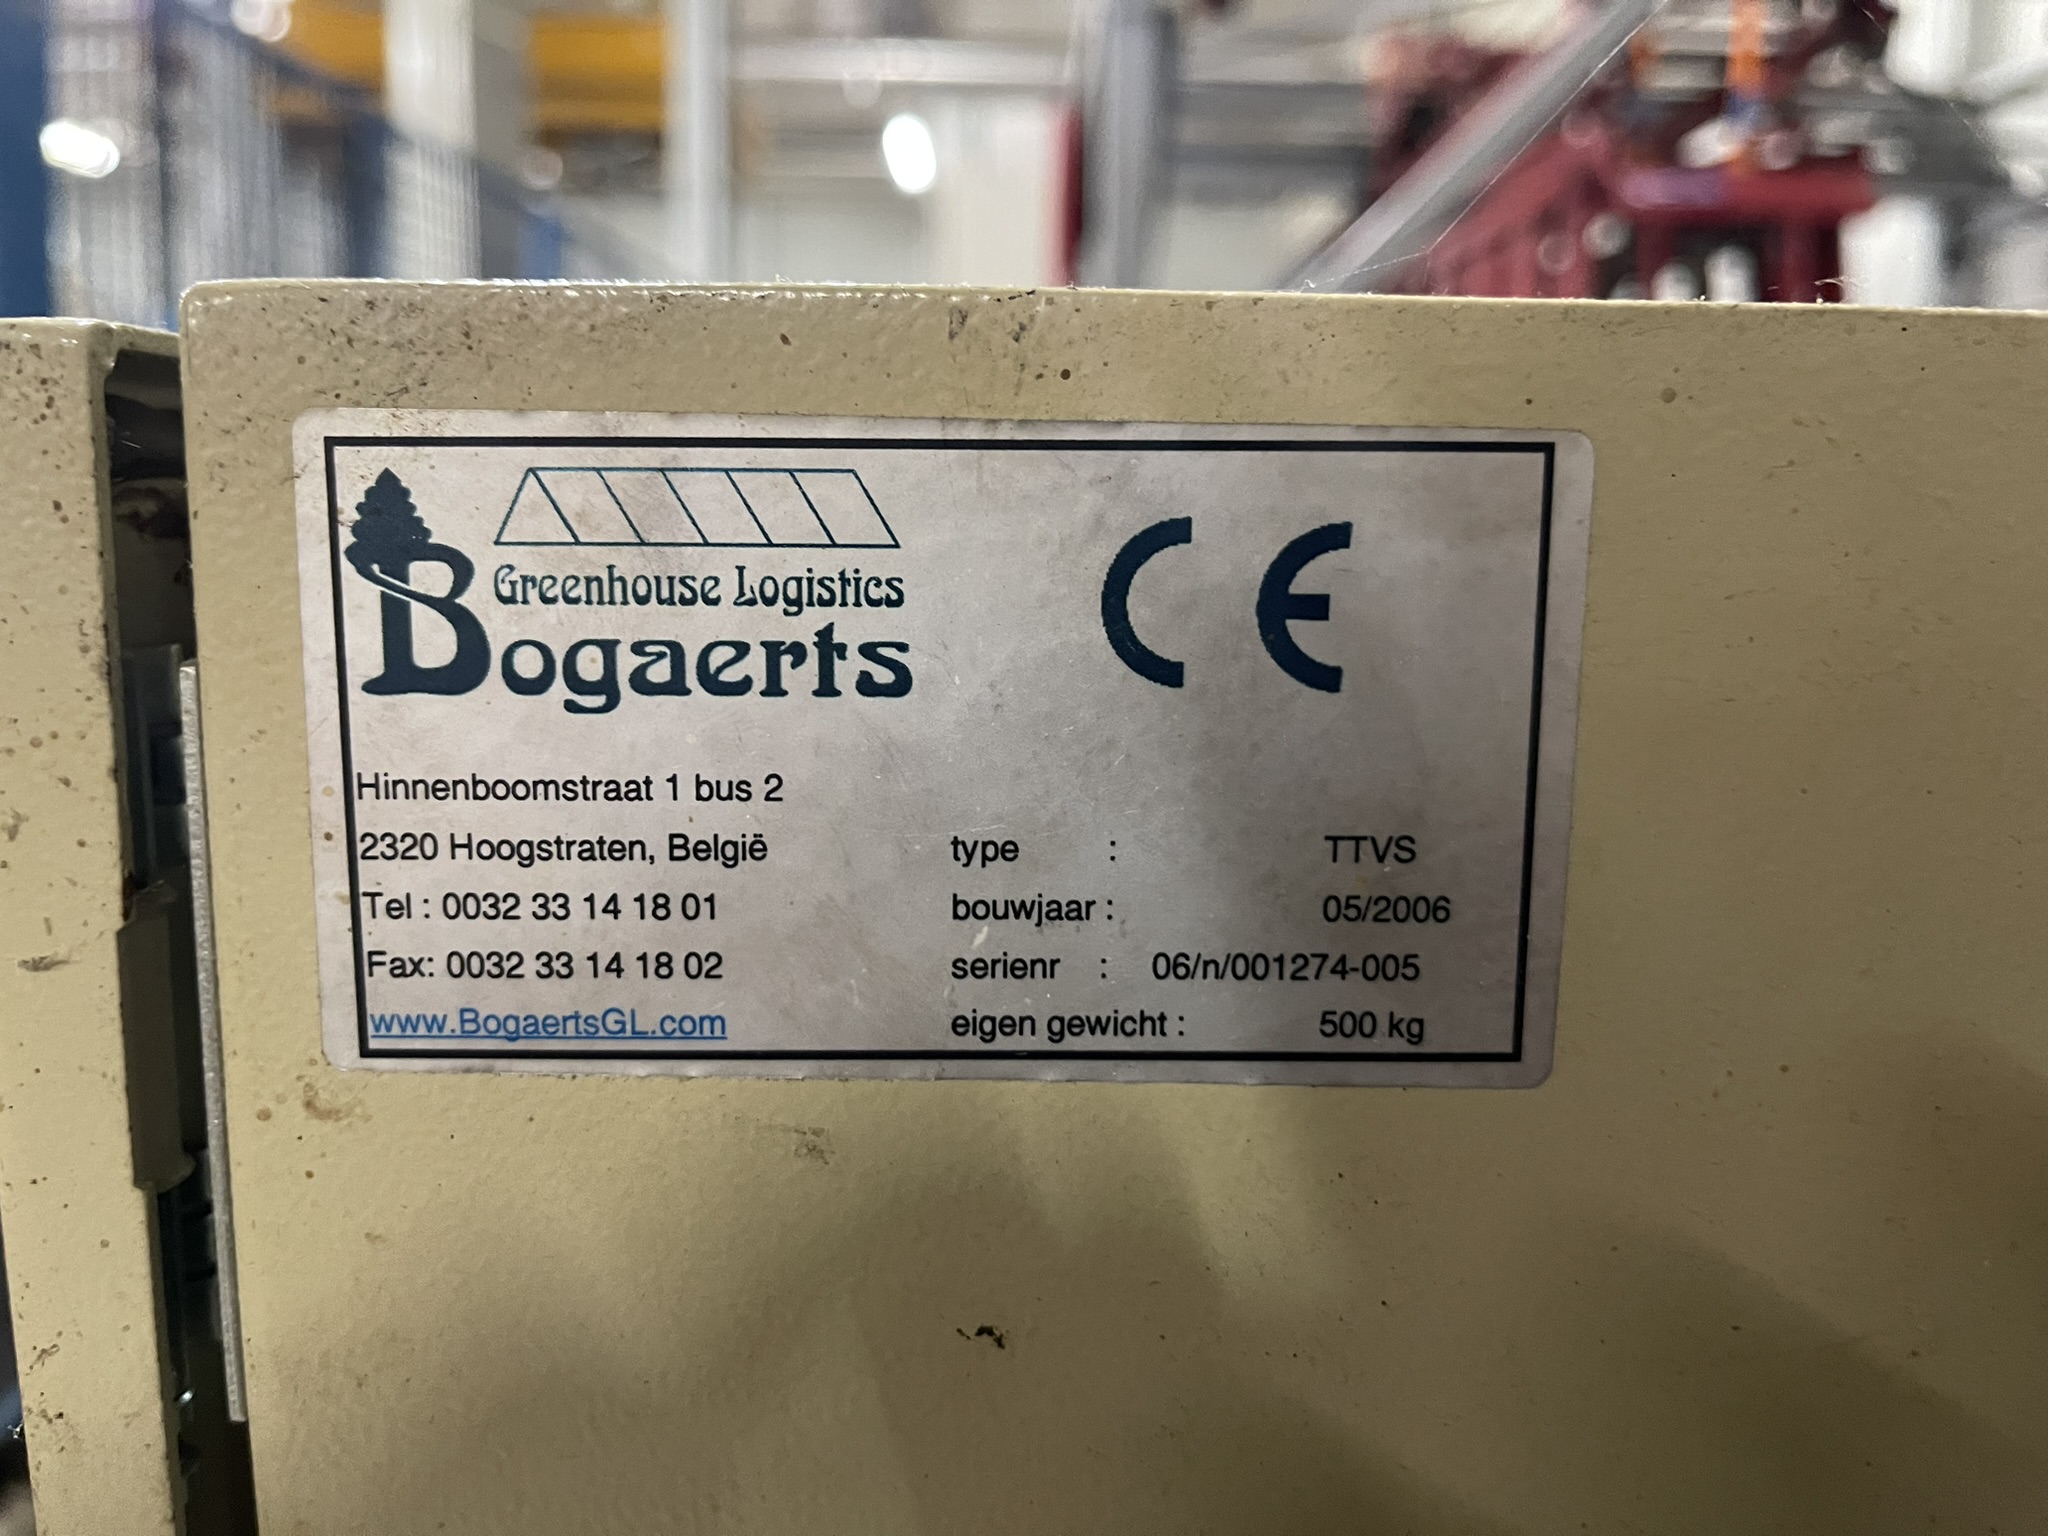 Greenhouse Logistics
Bogaerts
CE
Hinnenboomstraat 1 bus 2
2320 Hoogstraten, België
Tel : 0032 33 14 18 01
Fax: 0032 33 14 18 02
www.BogaertsGL.com
type : TTVS
bouwjaar : 05/2006
serienr : 06/n/001274-005
eigen gewicht : 500 kg